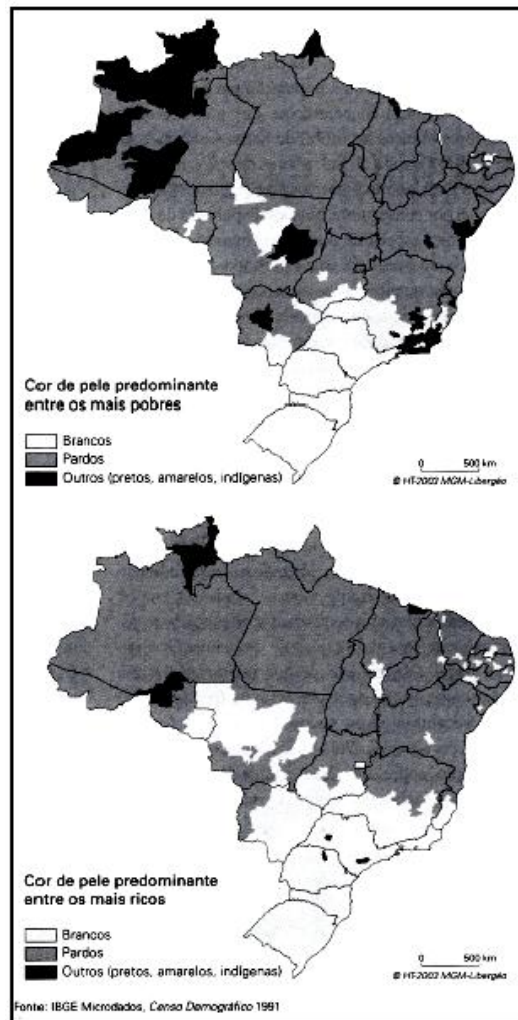 Cor de pele predominante
entre os mais pobres
Brancos
Pardos
Outros (pretos, amarelos, indígenas)
0 500 km
© HT-2003 MGM-Libergéo
Cor de pele predominante
entre os mais ricos
Brancos
Pardos
Outros (pretos, amarelos, indígenas)
0 500 km
© HT-2003 MGM-Libergéo
Fonte: IBGE Microdados, Censo Demográfico 1991